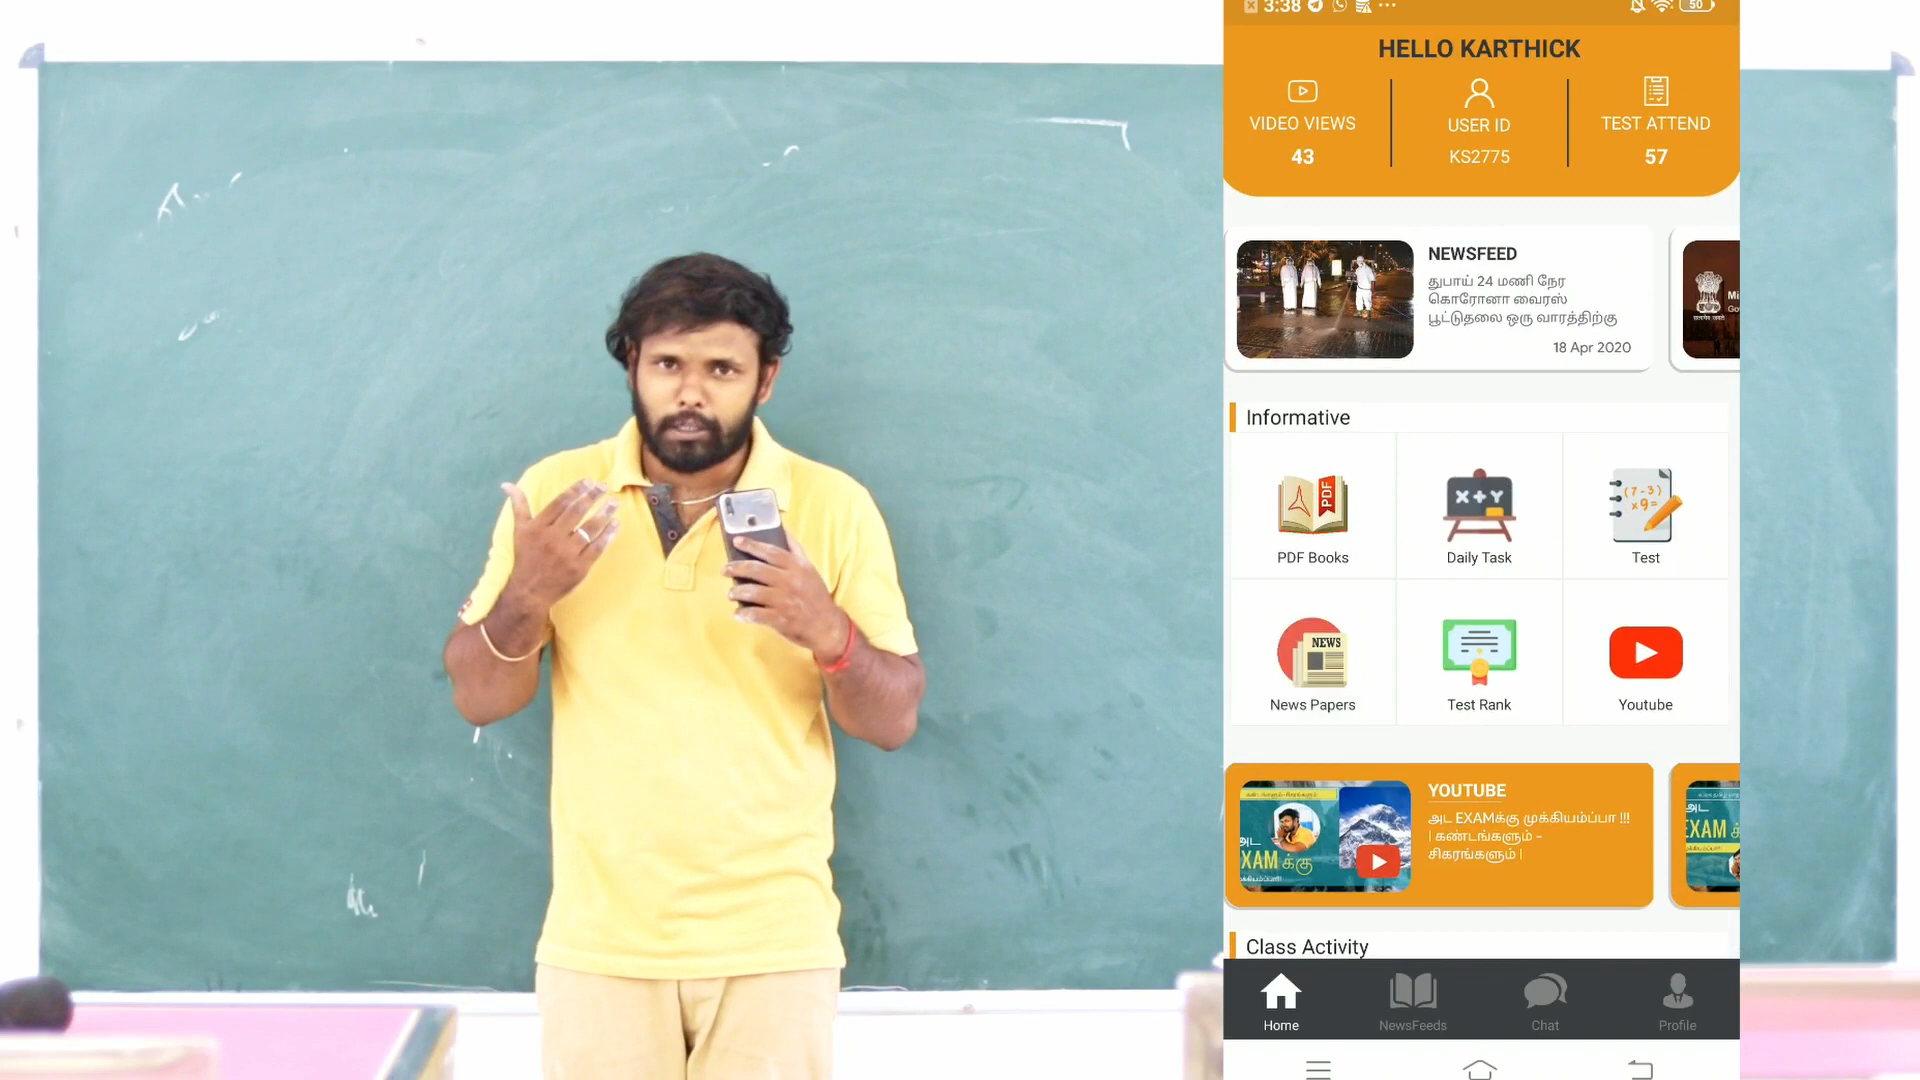 3:38
50
HELLO KARTHICK
VIDEO VIEWS
43
USER ID
KS2775
TEST ATTEND
57
NEWSFEED
துபாய் 24 மணி நேர
கொரோனா வைரஸ்
பூட்டுதலை ஒரு வாரத்திற்கு
18 Apr 2020
Informative
PDF
PDF Books
X+Y
Daily Task
(7-3)
x9=
Test
NEWS
News Papers
Test Rank
Youtube
YOUTUBE
அட EXAMக்கு முக்கியம்ப்பா !!!
| கண்டங்களும் -
சிகரங்களும் |
Class Activity
Home
NewsFeeds
Chat
Profile